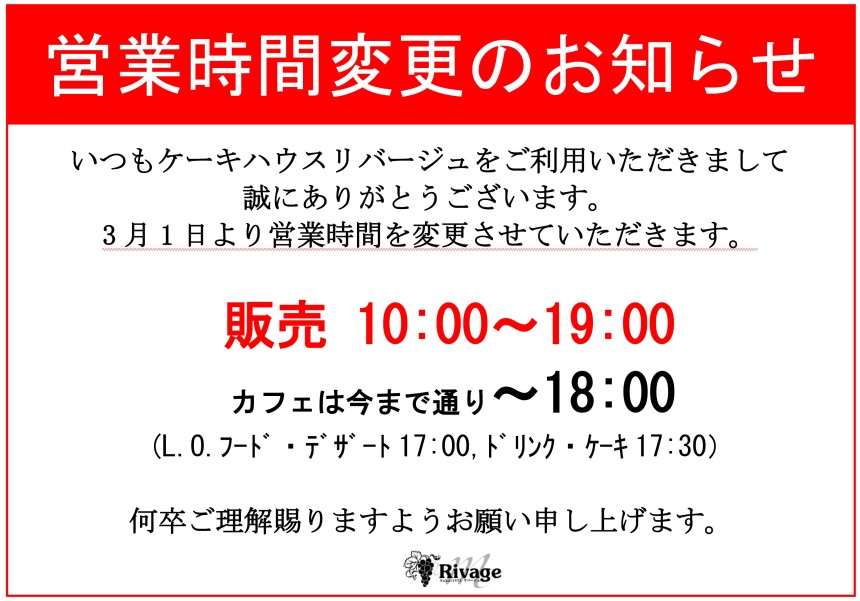 営業時間変更のお知らせ
いつもケーキハウスリバージュをご利用いただきまして
誠にありがとうございます。
3月1日より営業時間を変更させていただきます。
販売 10:00～19:00
カフェは今まで通り～18:00
(L.O.ﾌｰﾄﾞ・ﾃﾞｻﾞｰﾄ17:00,ﾄﾞﾘﾝｸ・ｹｰｷ17:30)
何卒ご理解賜りますようお願い申し上げます。
m Rivage